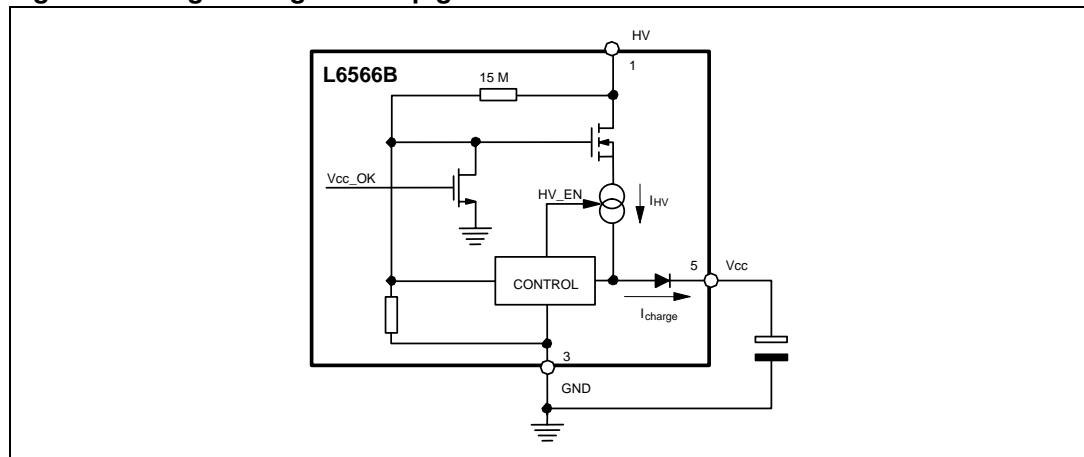 HV
1
L6566B
15 M
Vcc_OK
HV_EN
IHV
CONTROL
5
Vcc
Icharge
3
GND